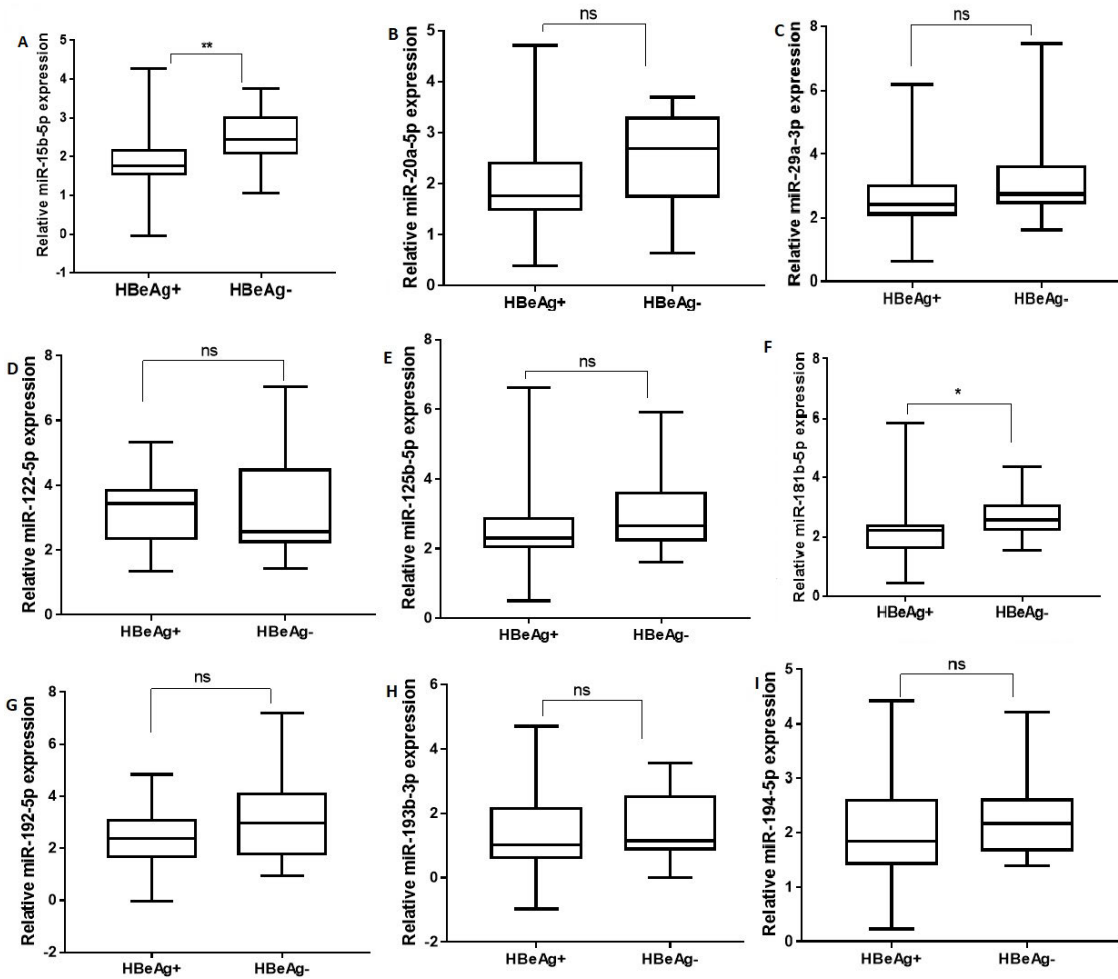 A
**
Relative miR-15b-5p expression
5
4
3
2
1
0
-1
HBeAg+ HBeAg-
B
ns
Relative miR-20a-5p expression
5
4
3
2
1
0
HBeAg+ HBeAg-
C
ns
Relative miR-29a-3p expression
8
6
4
2
0
HBeAg+ HBeAg-
D
ns
Relative miR-122-5p expression
8
6
4
2
0
HBeAg+ HBeAg-
E
ns
Relative miR-125b-5p expression
8
6
4
2
0
HBeAg+ HBeAg-
F
*
Relative miR-181b-5p expression
8
6
4
2
0
HBeAg+ HBeAg-
G
ns
Relative miR-192-5p expression
8
6
4
2
0
-2
HBeAg+ HBeAg-
H
ns
Relative miR-193b-3p expression
6
4
2
0
-2
HBeAg+ HBeAg-
I
ns
Relative miR-194-5p expression
5
4
3
2
1
0
HBeAg+ HBeAg-